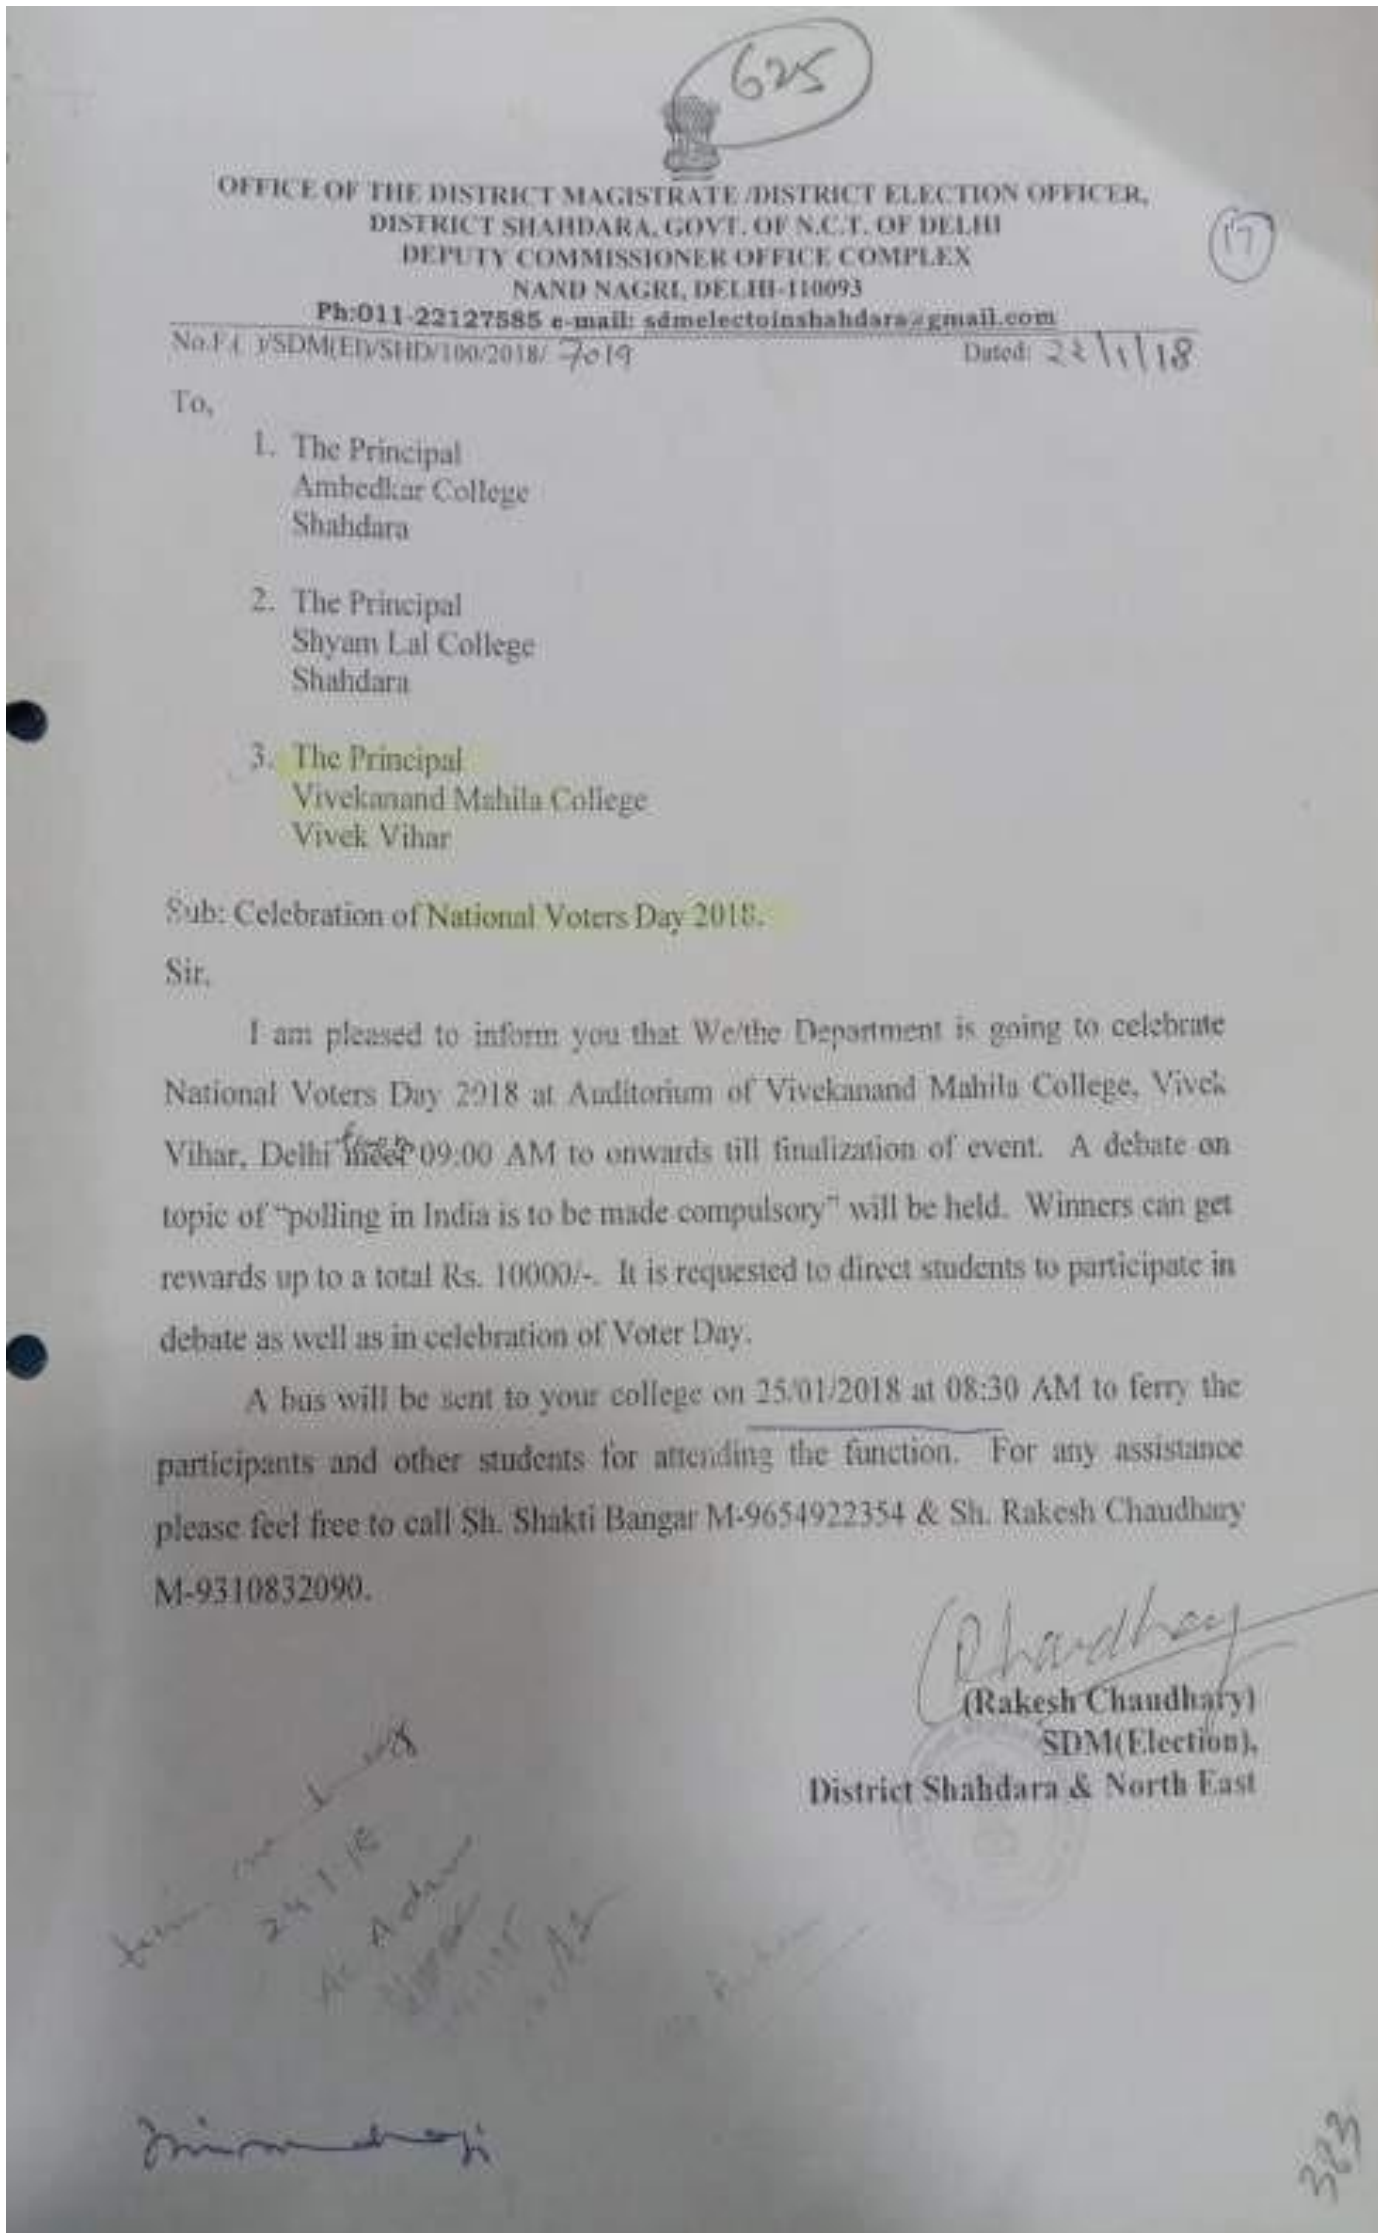 625
OFFICE OF THE DISTRICT MAGISTRATE /DISTRICT ELECTION OFFICER,
DISTRICT SHAHDARA, GOVT. OF N.C.T. OF DELHI
17
DEPUTY COMMISSIONER OFFICE COMPLEX
NAND NAGRI, DELHI-110093
Ph:011-22127585 e-mail: sdmelectoinshahdara@gmail.com
No.F.( )/SDM(El)/SHD/100/2018/ 7019 Dated: 22/1/18
To,
1. The Principal
Ambedkar College
Shahdara
2. The Principal
Shyam Lal College
Shahdara
3. The Principal
Vivekanand Mahila College
Vivek Vihar
Sub: Celebration of National Voters Day 2018.
Sir,
I am pleased to inform you that We/the Department is going to celebrate
National Voters Day 2018 at Auditorium of Vivekanand Mahila College, Vivek
Vihar, Delhi from 09:00 AM to onwards till finalization of event. A debate on
topic of “polling in India is to be made compulsory” will be held. Winners can get
rewards up to a total Rs. 10000/-. It is requested to direct students to participate in
debate as well as in celebration of Voter Day.
A bus will be sent to your college on 25/01/2018 at 08:30 AM to ferry the
participants and other students for attending the function. For any assistance
please feel free to call Sh. Shakti Bangar M-9654922354 & Sh. Rakesh Chaudhary
M-9310832090.
(Rakesh Chaudhary)
SDM(Election),
District Shahdara & North East
24.1.18
383